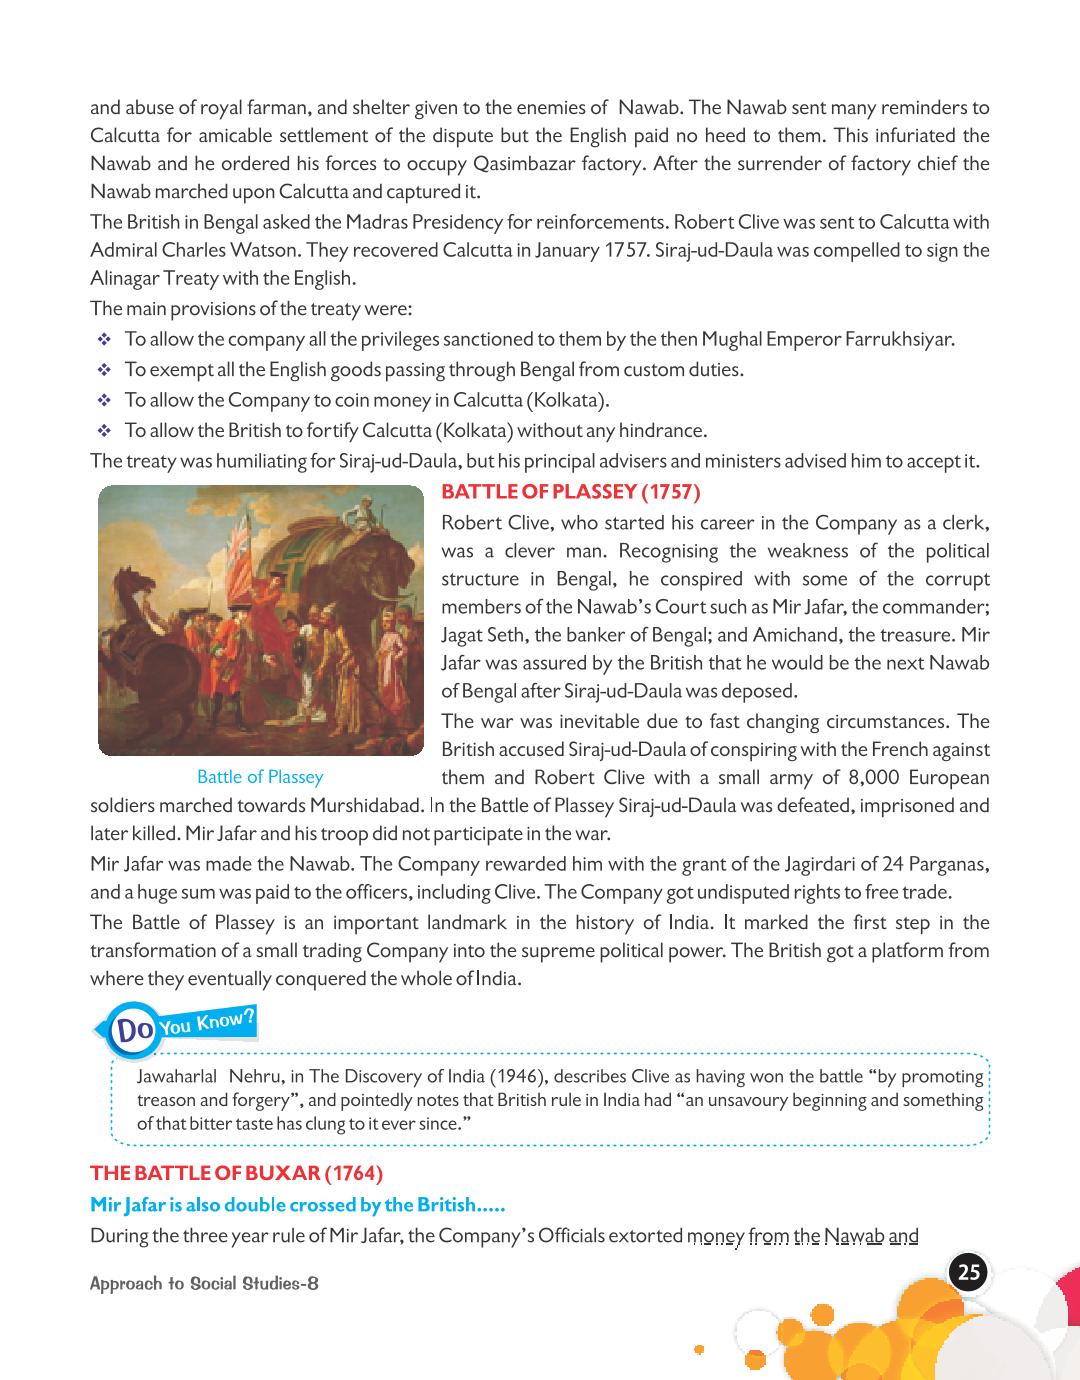 and abuse of royal farman, and shelter given to the enemies of Nawab. The Nawab sent many reminders to
Calcutta for amicable settlement of the dispute but the English paid no heed to them. This infuriated the
Nawab and he ordered his forces to occupy Qasimbazar factory. After the surrender of factory chief the
Nawab marched upon Calcutta and captured it.
The British in Bengal asked the Madras Presidency for reinforcements. Robert Clive was sent to Calcutta with
Admiral Charles Watson. They recovered Calcutta in January 1757. Siraj-ud-Daula was compelled to sign the
Alinagar Treaty with the English.
The main provisions of the treaty were:
❖ To allow the company all the privileges sanctioned to them by the then Mughal Emperor Farrukhsiyar.
❖ To exempt all the English goods passing through Bengal from custom duties.
❖ To allow the Company to coin money in Calcutta (Kolkata).
❖ To allow the British to fortify Calcutta (Kolkata) without any hindrance.
The treaty was humiliating for Siraj-ud-Daula, but his principal advisers and ministers advised him to accept it.
BATTLE OF PLASSEY (1757)
Robert Clive, who started his career in the Company as a clerk,
was a clever man. Recognising the weakness of the political
structure in Bengal, he conspired with some of the corrupt
members of the Nawab's Court such as Mir Jafar, the commander;
Jagat Seth, the banker of Bengal; and Amichand, the treasure. Mir
Jafar was assured by the British that he would be the next Nawab
of Bengal after Siraj-ud-Daula was deposed.
The war was inevitable due to fast changing circumstances. The
British accused Siraj-ud-Daula of conspiring with the French against
Battle of Plassey
them and Robert Clive with a small army of 8,000 European
soldiers marched towards Murshidabad. In the Battle of Plassey Siraj-ud-Daula was defeated, imprisoned and
later killed. Mir Jafar and his troop did not participate in the war.
Mir Jafar was made the Nawab. The Company rewarded him with the grant of the Jagirdari of 24 Parganas,
and a huge sum was paid to the officers, including Clive. The Company got undisputed rights to free trade.
The Battle of Plassey is an important landmark in the history of India. It marked the first step in the
transformation of a small trading Company into the supreme political power. The British got a platform from
where they eventually conquered the whole of India.
Do You Know?
Jawaharlal Nehru, in The Discovery of India (1946), describes Clive as having won the battle "by promoting
treason and forgery", and pointedly notes that British rule in India had "an unsavoury beginning and something
of that bitter taste has clung to it ever since."
THE BATTLE OF BUXAR (1764)
Mir Jafar is also double crossed by the British.....
During the three year rule of Mir Jafar, the Company's Officials extorted money from the Nawab and
Approach to Social Studies-8
25